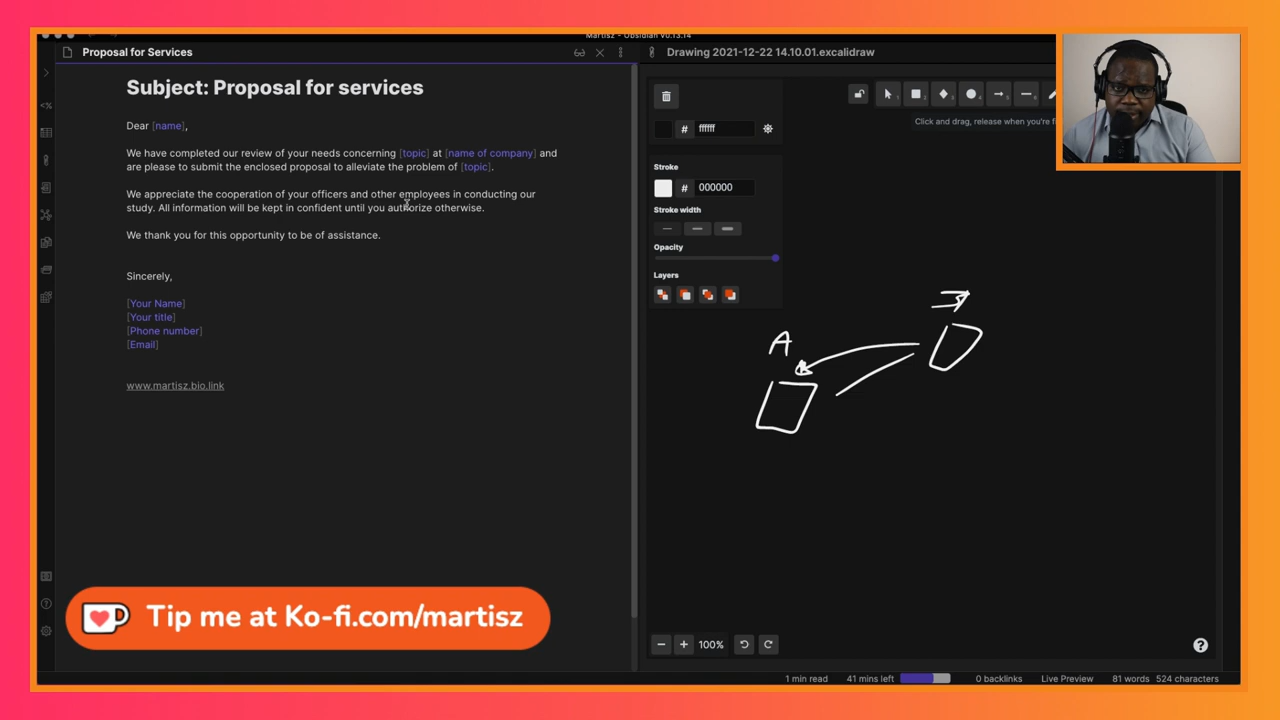 Martisz - Obsidian v0.13.14
Proposal for Services
Drawing 2021-12-22 14.10.01.excalidraw
Subject: Proposal for services
Dear [name],
We have completed our review of your needs concerning [topic] at [name of company] and
are please to submit the enclosed proposal to alleviate the problem of [topic].
We appreciate the cooperation of your officers and other employees in conducting our
study. All information will be kept in confident until you authorize otherwise.
We thank you for this opportunity to be of assistance.
Sincerely,
[Your Name]
[Your title]
[Phone number]
[Email]
www.martisz.bio.link
# ffffff
Click and drag, release when you're
Stroke
# 000000
Stroke width
Opacity
Layers
A
100%
Tip me at Ko-fi.com/martisz
1 min read
41 mins left
0 backlinks
Live Preview
81 words
524 characters